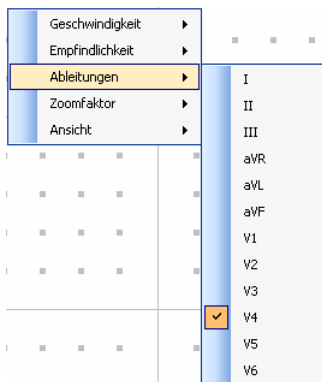 Geschwindigkeit
Empfindlichkeit
Ableitungen
Zoomfaktor
Ansicht
I
II
III
aVR
aVL
aVF
V1
V2
V3
V4
V5
V6